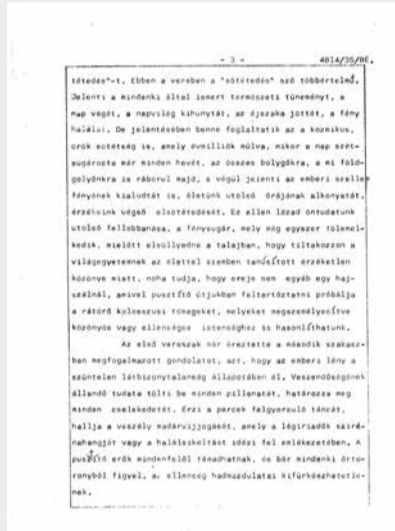 - 3 -
4814/36/BE.
tétedés"-t. Ebben a versben a "sötétedés" szó többértelmű.
Jelenti a mindenki által ismert természeti tüneményt, a
nap végét, a napvilág kihunytát, az éjszaka jöttét, a fény
halálát. De jelentésében benne foglaltatik az a kozmikus,
örök sötétség is, amely évmilliók múlva, mikor a nap szét-
sugározta már minden hevét, az összes bolygókra, a mi föld-
golyónkra is ráborul majd, s végül jelenti az emberi szellem
fényének kialudtát is, életünk utolsó órájának alkonyatát,
érzékeink végső elsötétedését. Ez ellen lázad öntudatunk
utolsó fellobbanása, a fénysugár, mely még egyszer felemel-
kedik, mielőtt elsüllyedne a talajban, hogy tiltakozzon a
világegyetemnek az élettel szemben tanúsított érzéketlen
közönye miatt, noha tudja, hogy ereje nem egyéb egy haj-
szálnál, amivel pusztító útjukban feltartóztatni próbálja
a rátörő kolosszusi tömegeket, melyeket megszemélyesítve
közönyös vagy ellenséges istenséghez is hasonlíthatunk.
Az első versszak már éreztette a második szakasz-
ban megfogalmazott gondolatot, azt, hogy az emberi lény a
szüntelen létbizonytalanság állapotában él. Veszendőségének
állandó tudata tölti be minden pillanatát, határozza meg
minden cselekedetét. Érzi a percek felgyorsuló táncát,
hallja a veszély madárvijjogását, amely a légiriadók sziré-
nahangját vagy a halálsikoltást idézi fel emlékezetében. A
pusztító erők mindenfelől támadhatnak, és bár mindenki őrto-
ronyból figyel, az ellenség hadmozdulatai kifürkészhetetle-
nek.